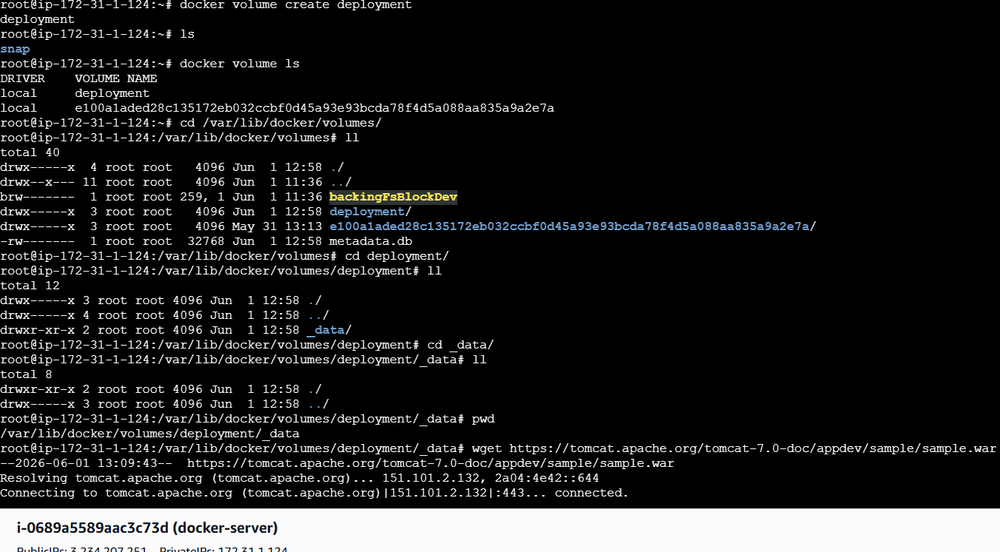 root@ip-172-31-1-124:~# docker volume create deployment
deployment
root@ip-172-31-1-124:~# ls
snap
root@ip-172-31-1-124:~# docker volume ls
DRIVER    VOLUME NAME
local     deployment
local     e100a1aded28c135172eb032ccbf0d45a93e93bcda78f4d5a088aa835a9a2e7a
root@ip-172-31-1-124:~# cd /var/lib/docker/volumes/
root@ip-172-31-1-124:/var/lib/docker/volumes# ll
total 40
drwx-----x  4 root root   4096 Jun  1 12:58 ./
drwx--x--- 11 root root   4096 Jun  1 11:36 ../
brw-------  1 root root 259, 1 Jun  1 11:36 backingFsBlockDev
drwx-----x  3 root root   4096 Jun  1 12:58 deployment/
drwx-----x  3 root root   4096 May 31 13:13 e100a1aded28c135172eb032ccbf0d45a93e93bcda78f4d5a088aa835a9a2e7a/
-rw-------  1 root root  32768 Jun  1 12:58 metadata.db
root@ip-172-31-1-124:/var/lib/docker/volumes# cd deployment/
root@ip-172-31-1-124:/var/lib/docker/volumes/deployment# ll
total 12
drwx-----x 3 root root 4096 Jun  1 12:58 ./
drwx-----x 4 root root 4096 Jun  1 12:58 ../
drwxr-xr-x 2 root root 4096 Jun  1 12:58 _data/
root@ip-172-31-1-124:/var/lib/docker/volumes/deployment# cd _data/
root@ip-172-31-1-124:/var/lib/docker/volumes/deployment/_data# ll
total 8
drwxr-xr-x 2 root root 4096 Jun  1 12:58 ./
drwx-----x 3 root root 4096 Jun  1 12:58 ../
root@ip-172-31-1-124:/var/lib/docker/volumes/deployment/_data# pwd
/var/lib/docker/volumes/deployment/_data
root@ip-172-31-1-124:/var/lib/docker/volumes/deployment/_data# wget https://tomcat.apache.org/tomcat-7.0-doc/appdev/sample/sample.war
--2026-06-01 13:09:43--  https://tomcat.apache.org/tomcat-7.0-doc/appdev/sample/sample.war
Resolving tomcat.apache.org (tomcat.apache.org)... 151.101.2.132, 2a04:4e42::644
Connecting to tomcat.apache.org (tomcat.apache.org)|151.101.2.132|:443... connected.
i-0689a5589aac3c73d (docker-server)
PublicIPs: 3.234.207.251    PrivateIPs: 172.31.1.124